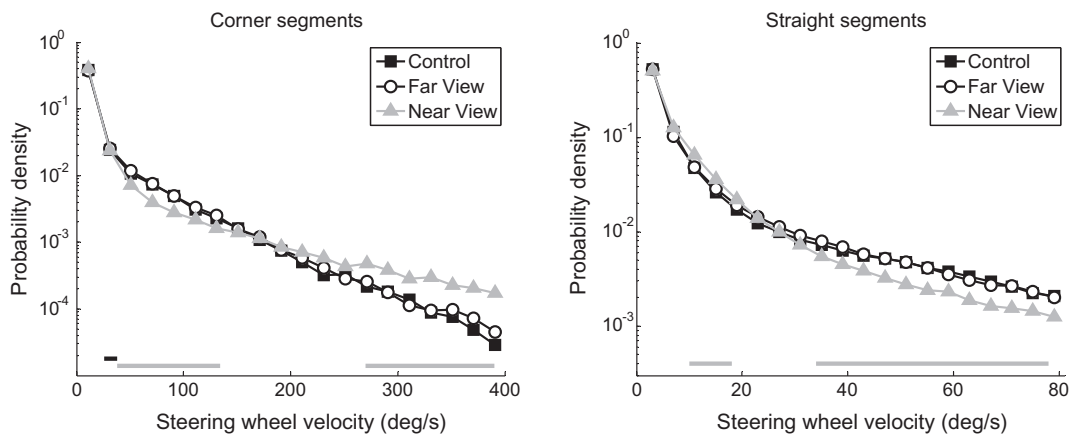 Corner segments
Probability density
10^0
10^-1
10^-2
10^-3
10^-4
Control
Far View
Near View
0
100
200
300
400
Steering wheel velocity (deg/s)
Straight segments
Probability density
10^0
10^-1
10^-2
10^-3
Control
Far View
Near View
0
20
40
60
80
Steering wheel velocity (deg/s)